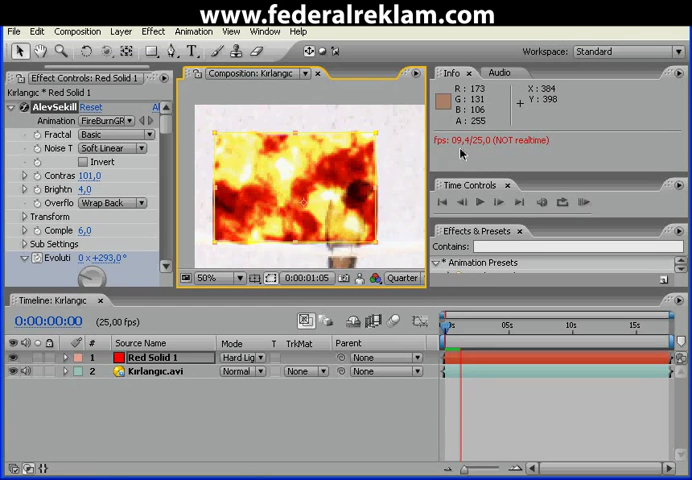 www.federalreklam.com
File Edit Composition Layer Effect Animation View Window Help
Workspace: Standard
Effect Controls: Red Solid 1
Kırlangıc * Red Solid 1
AlevSekill Reset
Animation FireBurnGR
Fractal Basic
Noise T Soft Linear
Invert
Contras 101,0
Brightn 4,0
Overflo Wrap Back
Transform
Comple 6,0
Sub Settings
Evoluti 0 x+293,0°
Composition: Kırlangıc
50% 0:00:01:05 Quarter
Info Audio
R: 173
G: 131
B: 106
A: 255
X: 384
Y: 398
fps: 09,4/25,0 (NOT realtime)
Time Controls
Effects & Presets
Contains:
* Animation Presets
Timeline: Kırlangıc
0:00:00:00 (25,00 fps)
# Source Name Mode T TrkMat Parent
1 Red Solid 1 Hard Lig None
2 Kırlangıc.avi Normal None None
05s 10s 15s